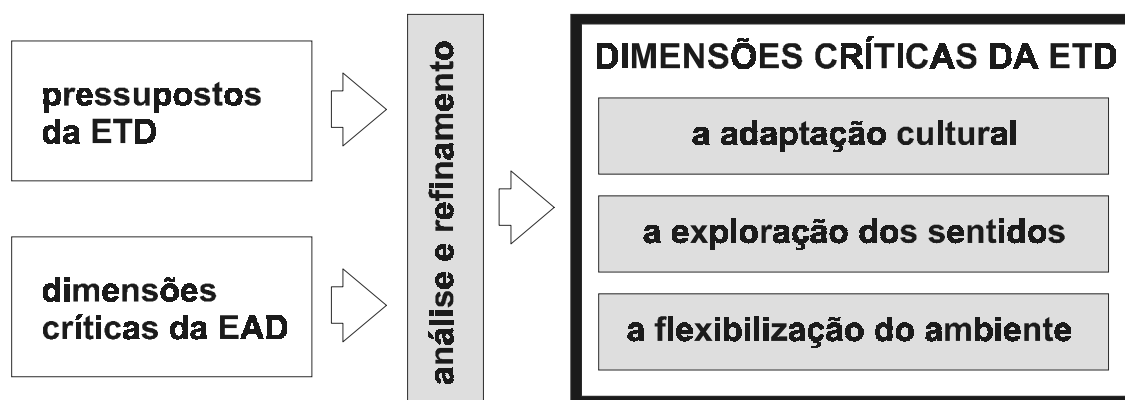 pressupostos
da ETD
dimensões
críticas da EAD
análise e refinamento
DIMENSÕES CRÍTICAS DA ETD
a adaptação cultural
a exploração dos sentidos
a flexibilização do ambiente